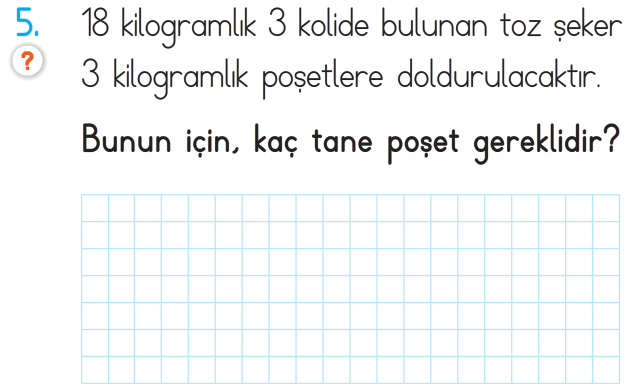 5. 18 kilogramlık 3 kolide bulunan toz şeker
? 3 kilogramlık poşetlere doldurulacaktır.
Bunun için, kaç tane poşet gereklidir?